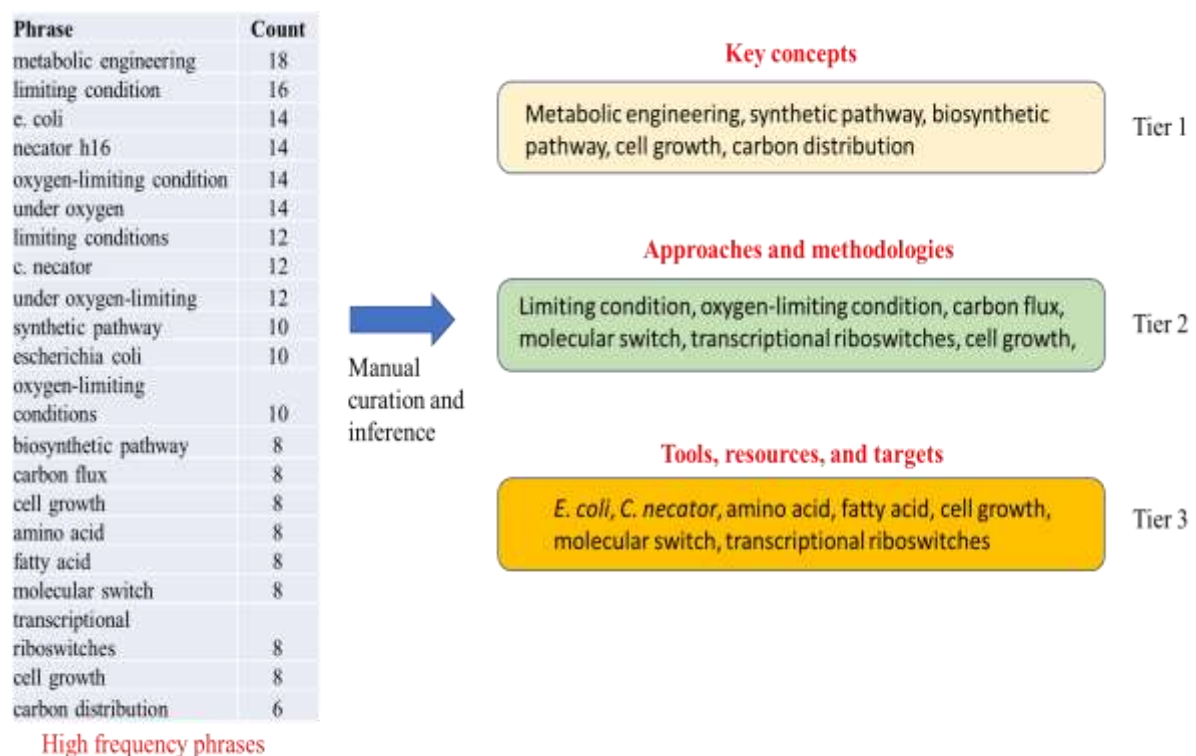 Phrase Count
metabolic engineering 18
limiting condition 16
e. coli 14
necator h16 14
oxygen-limiting condition 14
under oxygen 14
limiting conditions 12
c. necator 12
under oxygen-limiting 12
synthetic pathway 10
escherichia coli 10
oxygen-limiting
conditions 10
biosynthetic pathway 8
carbon flux 8
cell growth 8
amino acid 8
fatty acid 8
molecular switch 8
transcriptional
riboswitches 8
cell growth 8
carbon distribution 6
High frequency phrases
Manual
curation and
inference
Key concepts
Metabolic engineering, synthetic pathway, biosynthetic
pathway, cell growth, carbon distribution
Tier 1
Approaches and methodologies
Limiting condition, oxygen-limiting condition, carbon flux,
molecular switch, transcriptional riboswitches, cell growth,
Tier 2
Tools, resources, and targets
E. coli, C. necator, amino acid, fatty acid, cell growth,
molecular switch, transcriptional riboswitches
Tier 3